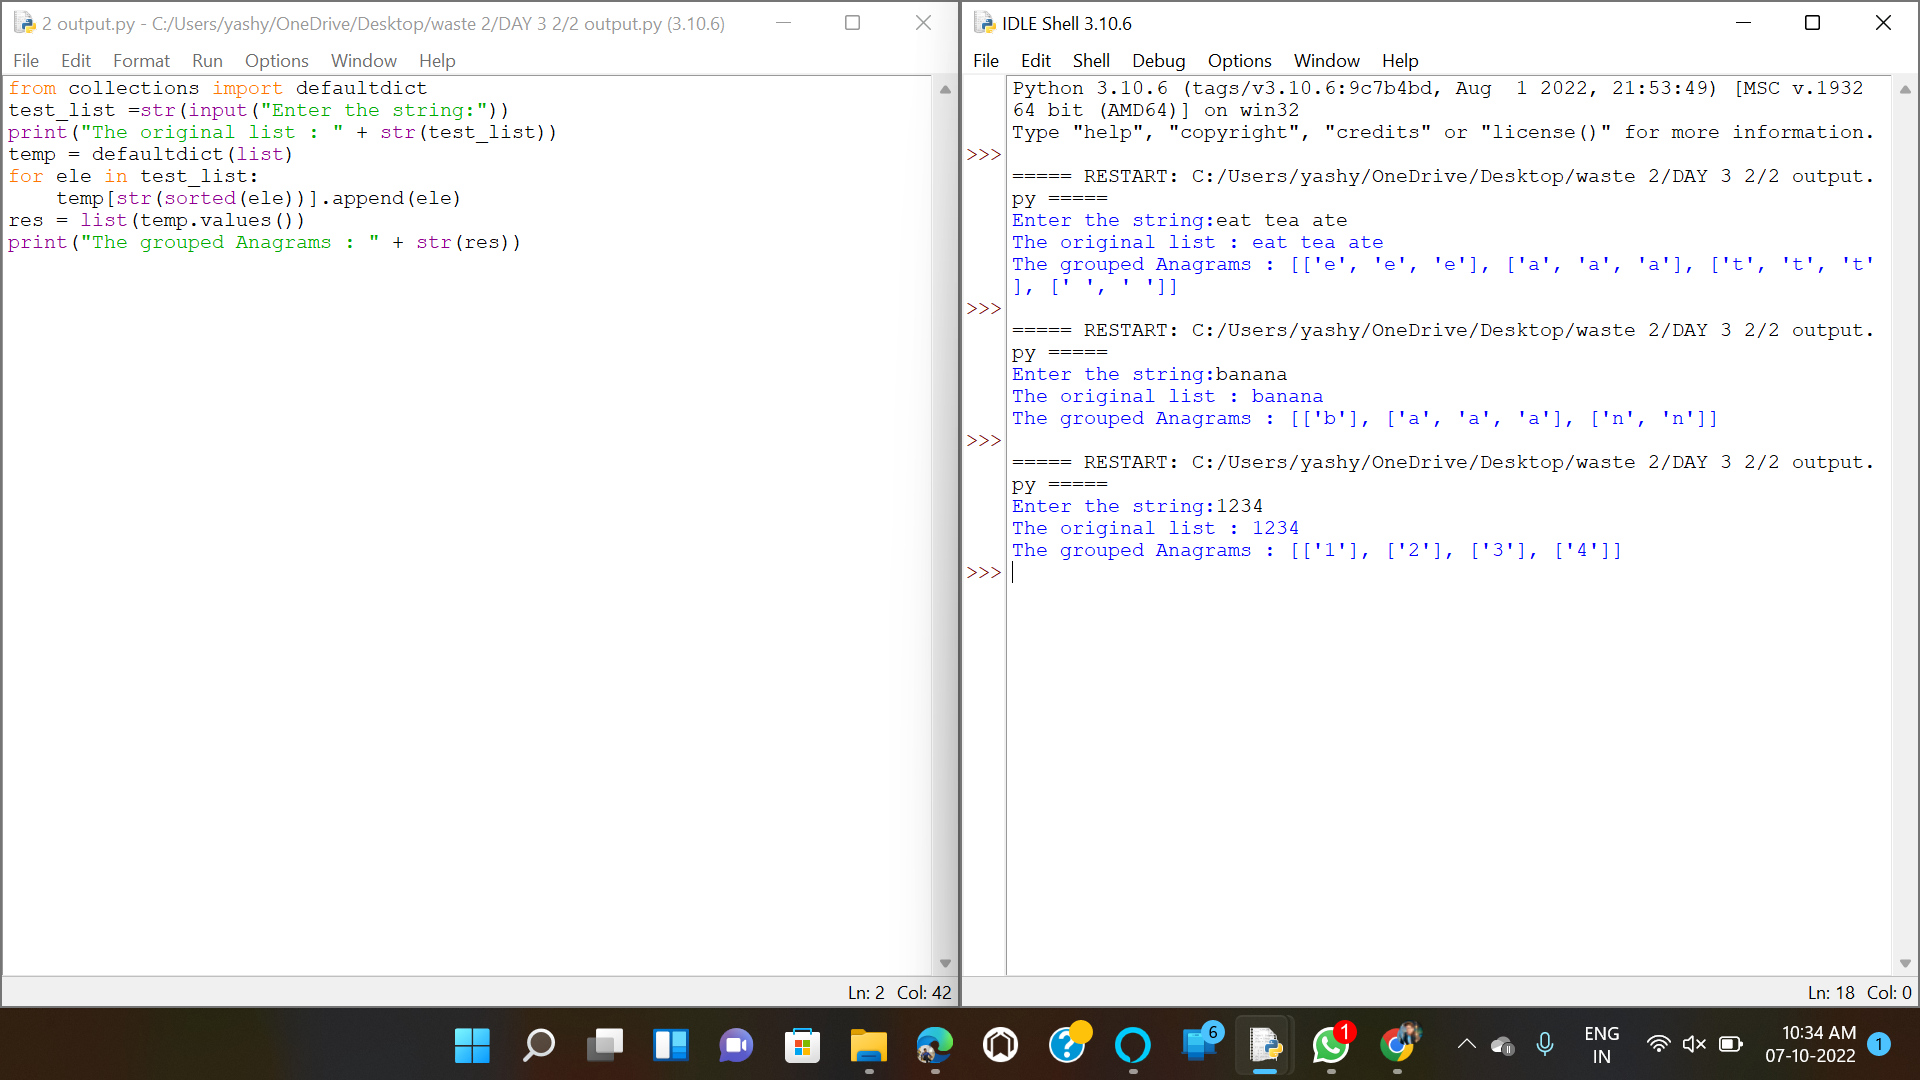 2 output.py - C:/Users/yashy/OneDrive/Desktop/waste 2/DAY 3 2/2 output.py (3.10.6)
File Edit Format Run Options Window Help
from collections import defaultdict
test_list =str(input("Enter the string:"))
print("The original list : " + str(test_list))
temp = defaultdict(list)
for ele in test_list:
    temp[str(sorted(ele))].append(ele)
res = list(temp.values())
print("The grouped Anagrams : " + str(res))
Ln: 2 Col: 42
IDLE Shell 3.10.6
File Edit Shell Debug Options Window Help
Python 3.10.6 (tags/v3.10.6:9c7b4bd, Aug  1 2022, 21:53:49) [MSC v.1932
64 bit (AMD64)] on win32
Type "help", "copyright", "credits" or "license()" for more information.
>>>
===== RESTART: C:/Users/yashy/OneDrive/Desktop/waste 2/DAY 3 2/2 output.
py =====
Enter the string:eat tea ate
The original list : eat tea ate
The grouped Anagrams : [['e', 'e', 'e'], ['a', 'a', 'a'], ['t', 't', 't'
], [' ', ' ']]
>>>
===== RESTART: C:/Users/yashy/OneDrive/Desktop/waste 2/DAY 3 2/2 output.
py =====
Enter the string:banana
The original list : banana
The grouped Anagrams : [['b'], ['a', 'a', 'a'], ['n', 'n']]
>>>
===== RESTART: C:/Users/yashy/OneDrive/Desktop/waste 2/DAY 3 2/2 output.
py =====
Enter the string:1234
The original list : 1234
The grouped Anagrams : [['1'], ['2'], ['3'], ['4']]
>>>
Ln: 18 Col: 0
6
1
ENG
IN
10:34 AM
07-10-2022
1